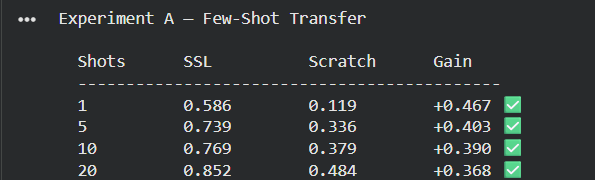 ••• Experiment A — Few-Shot Transfer
Shots SSL Scratch Gain
--------------------------------------------
1 0.586 0.119 +0.467 ✅
5 0.739 0.336 +0.403 ✅
10 0.769 0.379 +0.390 ✅
20 0.852 0.484 +0.368 ✅